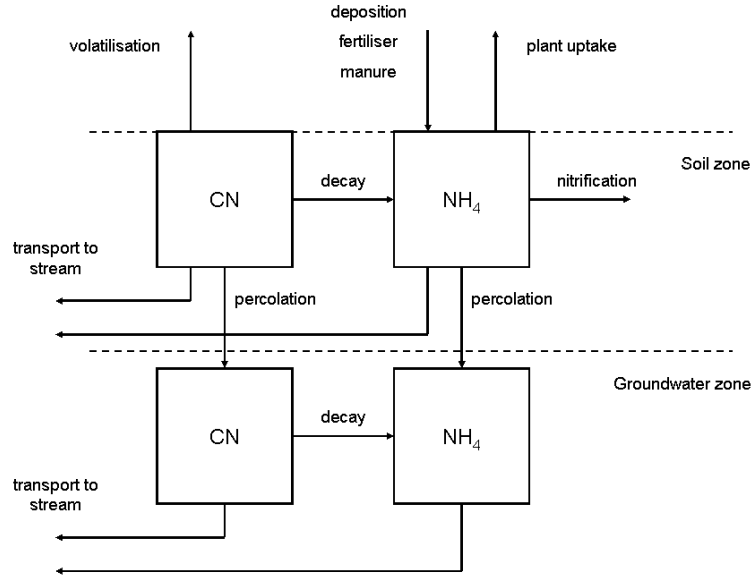 deposition
volatilisation
fertiliser
plant uptake
manure
Soil zone
CN
decay
NH₄
nitrification
transport to
stream
percolation
percolation
Groundwater zone
CN
decay
NH₄
transport to
stream